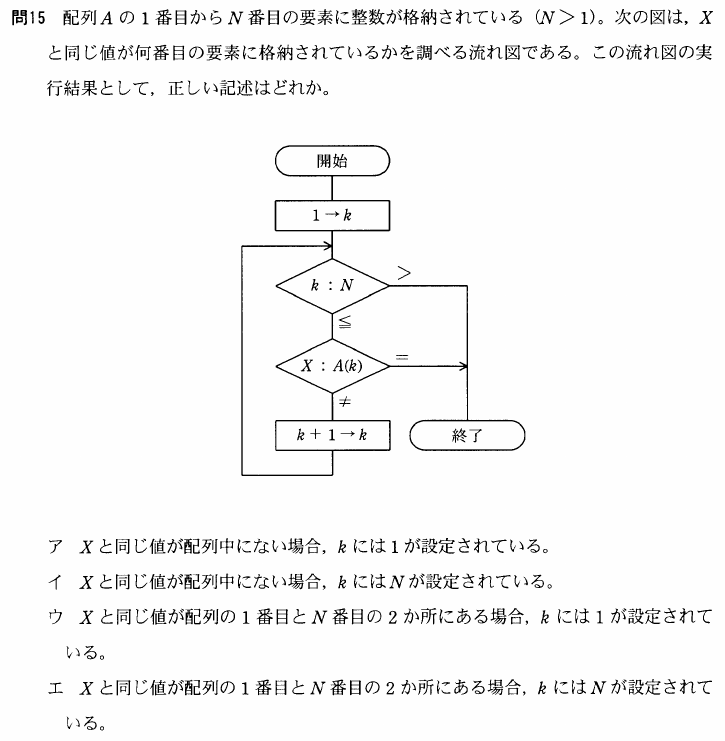 問15 配列 A の 1 番目から N 番目の要素に整数が格納されている (N＞1)。次の図は，X
と同じ値が何番目の要素に格納されているかを調べる流れ図である。この流れ図の実
行結果として，正しい記述はどれか。
開始
1→k
k：N
＞
≦
X：A(k)
＝
≠
k＋1→k
終了
ア X と同じ値が配列中にない場合，k には 1 が設定されている。
イ X と同じ値が配列中にない場合，k には N が設定されている。
ウ X と同じ値が配列の 1 番目と N 番目の 2 か所にある場合，k には 1 が設定されて
いる。
エ X と同じ値が配列の 1 番目と N 番目の 2 か所にある場合，k には N が設定されて
いる。